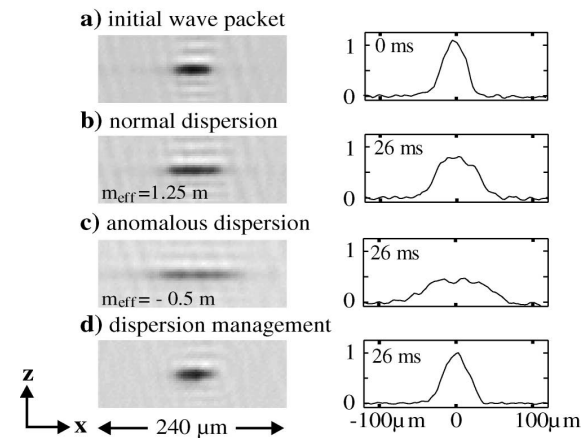 a) initial wave packet
1
0
0 ms
b) normal dispersion
m_eff=1.25 m
1
0
26 ms
c) anomalous dispersion
m_eff= - 0.5 m
1
0
26 ms
d) dispersion management
1
0
26 ms
-100µm 0 100µm
z
x
240 µm